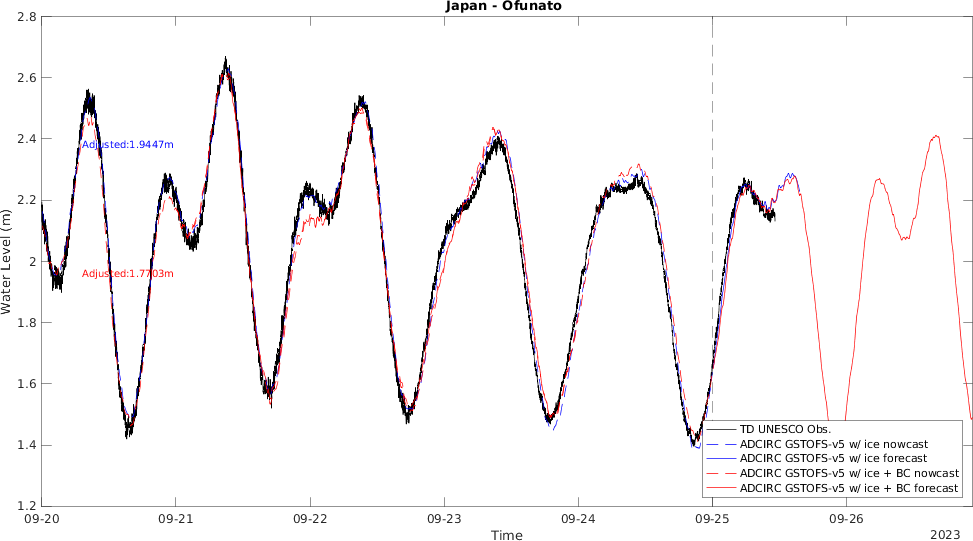 Japan - Ofunato
2.8
2.6
2.4
2.2
2
1.8
1.6
1.4
1.2
Water Level (m)
Adjusted:1.9447m
Adjusted:1.7703m
TD UNESCO Obs.
ADCIRC GSTOFS-v5 w/ ice nowcast
ADCIRC GSTOFS-v5 w/ ice forecast
ADCIRC GSTOFS-v5 w/ ice + BC nowcast
ADCIRC GSTOFS-v5 w/ ice + BC forecast
09-20 09-21 09-22 09-23 09-24 09-25 09-26
Time
2023